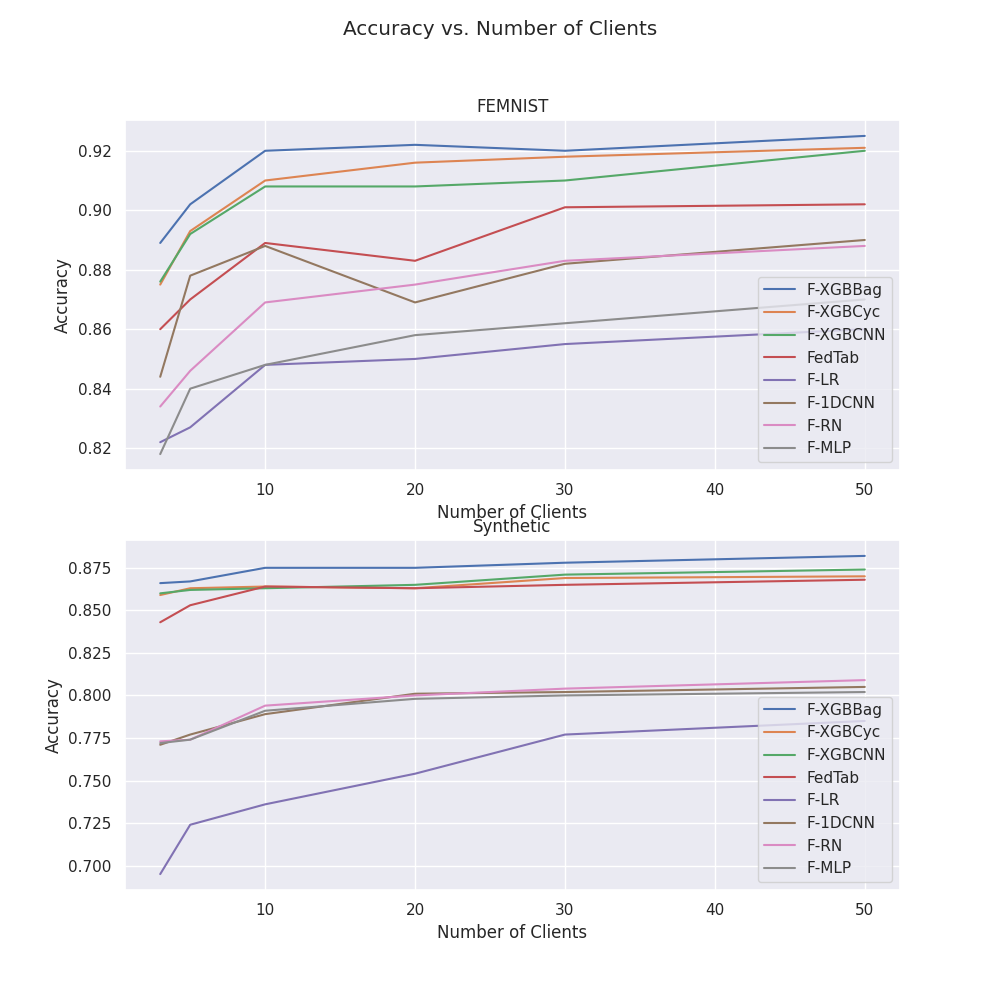 Accuracy vs. Number of Clients
FEMNIST
Accuracy
0.92
0.90
0.88
0.86
0.84
0.82
F-XGBBag
F-XGBCyc
F-XGBCNN
FedTab
F-LR
F-1DCNN
F-RN
F-MLP
10 20 30 40 50
Number of Clients
Synthetic
Accuracy
0.875
0.850
0.825
0.800
0.775
0.750
0.725
0.700
F-XGBBag
F-XGBCyc
F-XGBCNN
FedTab
F-LR
F-1DCNN
F-RN
F-MLP
10 20 30 40 50
Number of Clients